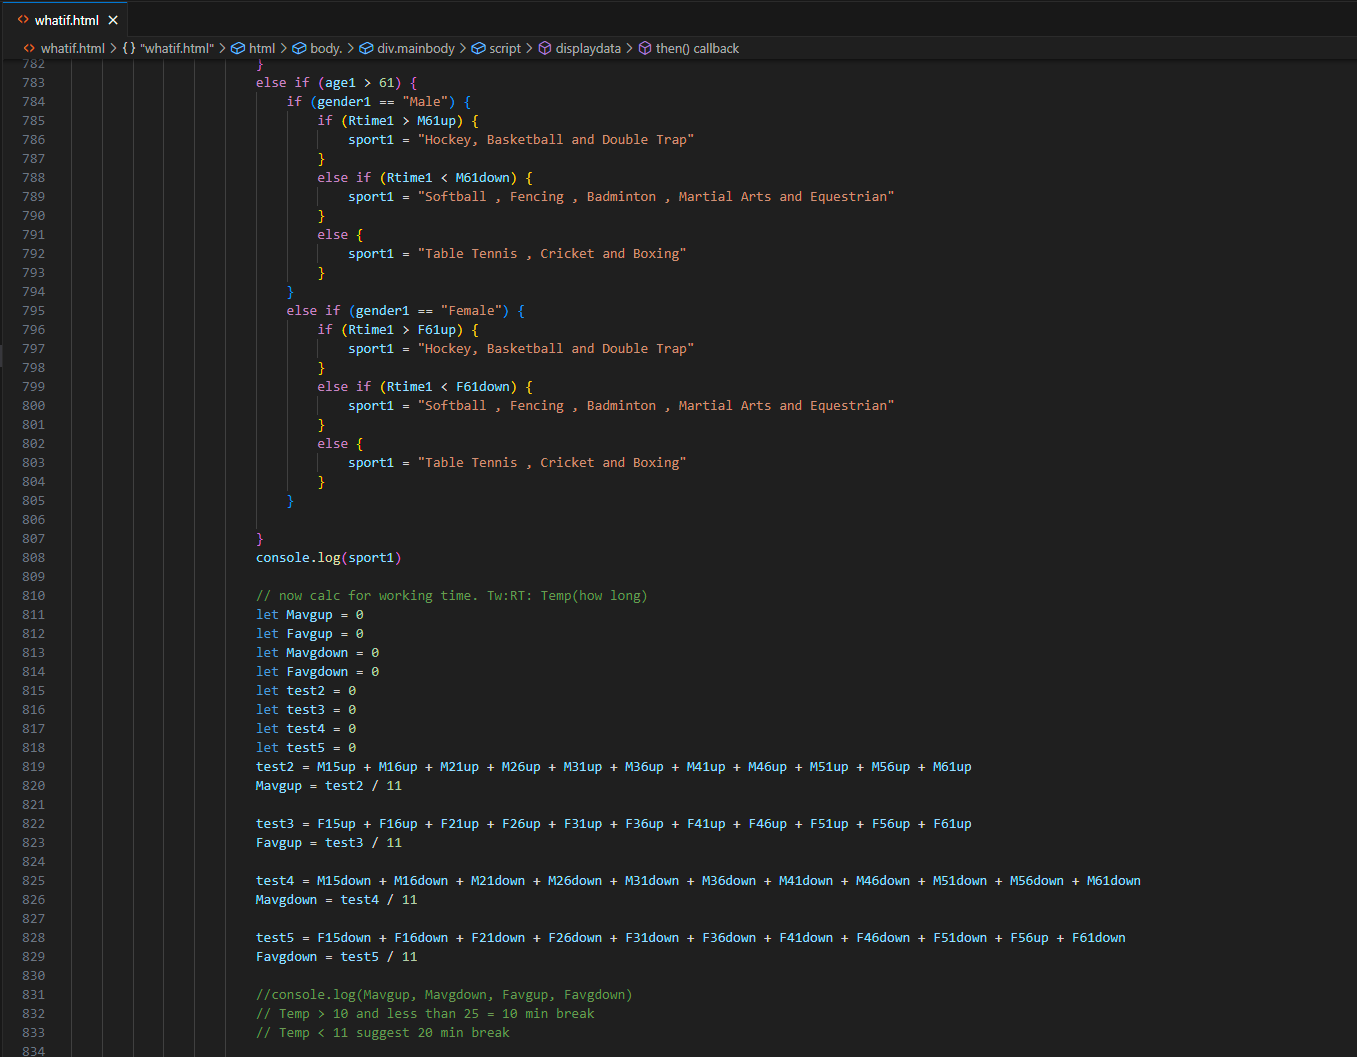 <> whatif.html ×
<> whatif.html > {} "whatif.html" > html > body. > div.mainbody > script > displaydata > then() callback
782 }
783 else if (age1 > 61) {
784 if (gender1 == "Male") {
785 if (Rtime1 > M61up) {
786 sport1 = "Hockey, Basketball and Double Trap"
787 }
788 else if (Rtime1 < M61down) {
789 sport1 = "Softball , Fencing , Badminton , Martial Arts and Equestrian"
790 }
791 else {
792 sport1 = "Table Tennis , Cricket and Boxing"
793 }
794 }
795 else if (gender1 == "Female") {
796 if (Rtime1 > F61up) {
797 sport1 = "Hockey, Basketball and Double Trap"
798 }
799 else if (Rtime1 < F61down) {
800 sport1 = "Softball , Fencing , Badminton , Martial Arts and Equestrian"
801 }
802 else {
803 sport1 = "Table Tennis , Cricket and Boxing"
804 }
805 }
806
807 }
808 console.log(sport1)
809
810 // now calc for working time. Tw:RT: Temp(how long)
811 let Mavgup = 0
812 let Favgup = 0
813 let Mavgdown = 0
814 let Favgdown = 0
815 let test2 = 0
816 let test3 = 0
817 let test4 = 0
818 let test5 = 0
819 test2 = M15up + M16up + M21up + M26up + M31up + M36up + M41up + M46up + M51up + M56up + M61up
820 Mavgup = test2 / 11
821
822 test3 = F15up + F16up + F21up + F26up + F31up + F36up + F41up + F46up + F51up + F56up + F61up
823 Favgup = test3 / 11
824
825 test4 = M15down + M16down + M21down + M26down + M31down + M36down + M41down + M46down + M51down + M56down + M61down
826 Mavgdown = test4 / 11
827
828 test5 = F15down + F16down + F21down + F26down + F31down + F36down + F41down + F46down + F51down + F56up + F61down
829 Favgdown = test5 / 11
830
831 //console.log(Mavgup, Mavgdown, Favgup, Favgdown)
832 // Temp > 10 and less than 25 = 10 min break
833 // Temp < 11 suggest 20 min break
834